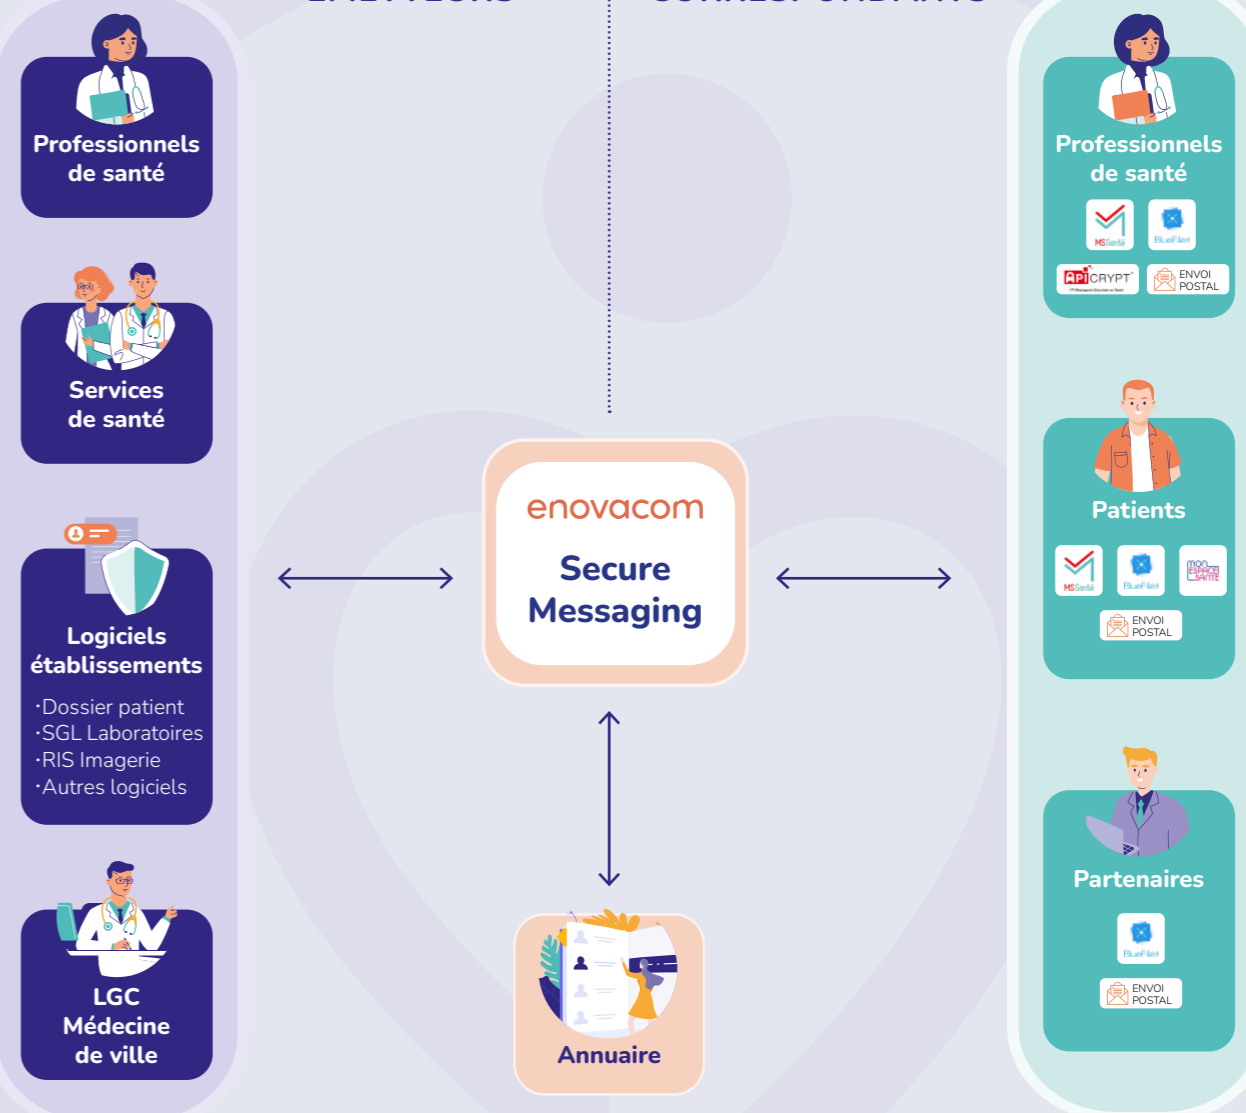 Professionnels
de santé
Services
de santé
Logiciels
établissements
·Dossier patient
·SGL Laboratoires
·RIS Imagerie
·Autres logiciels
LGC
Médecine
de ville
enovacom
Secure
Messaging
Annuaire
Professionnels
de santé
MSSanté
BlueFiles
APICRYPT
ENVOI
POSTAL
Patients
MSSanté
BlueFiles
MON
ESPACE
SANTÉ
ENVOI
POSTAL
Partenaires
BlueFiles
ENVOI
POSTAL